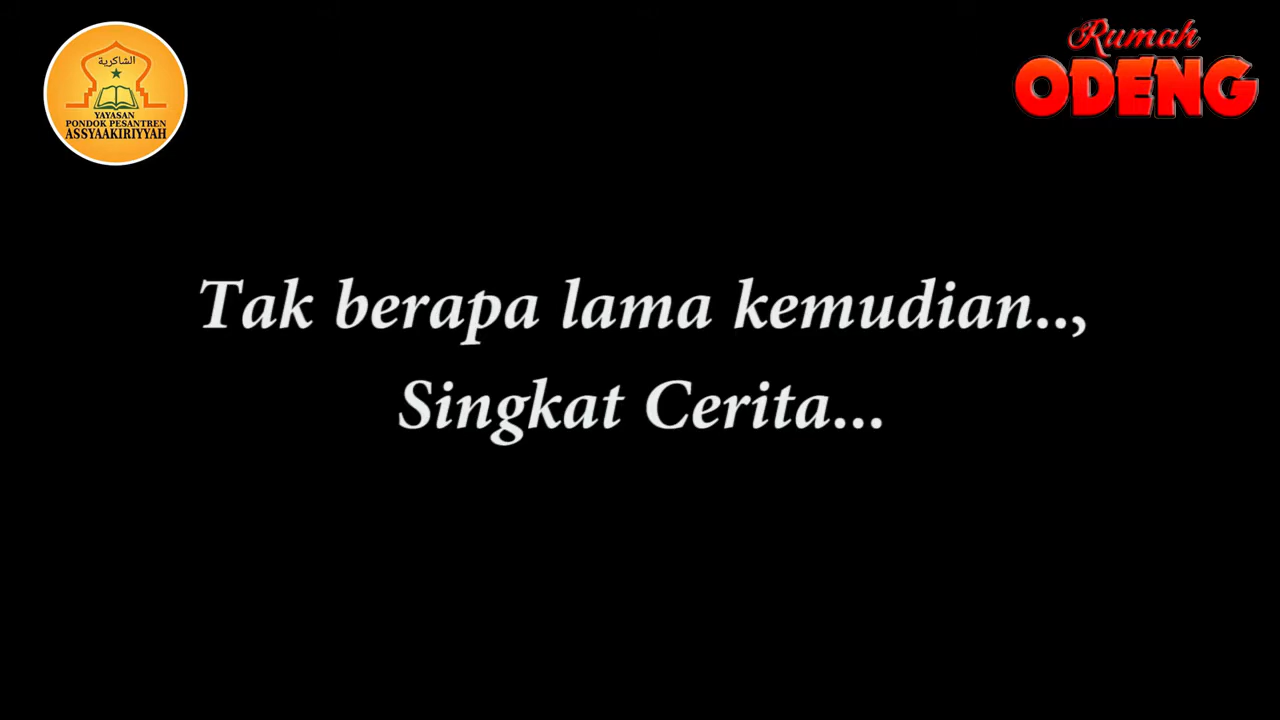 الشاكرية
YAYASAN
PONDOK PESANTREN
ASSYAAKIRIYYAH
Rumah
ODENG
Tak berapa lama kemudian..,
Singkat Cerita...